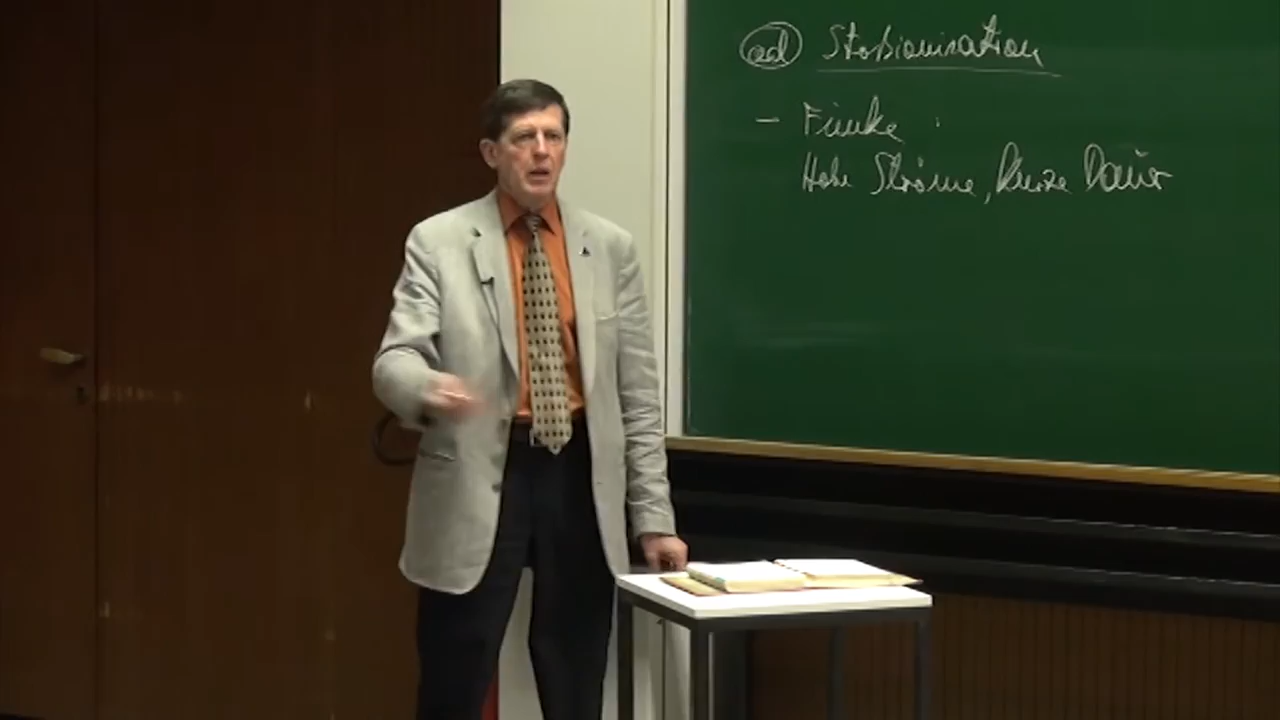 ad Stoßionisation
- Funke :
Hohe Ströme, kurze Dauer